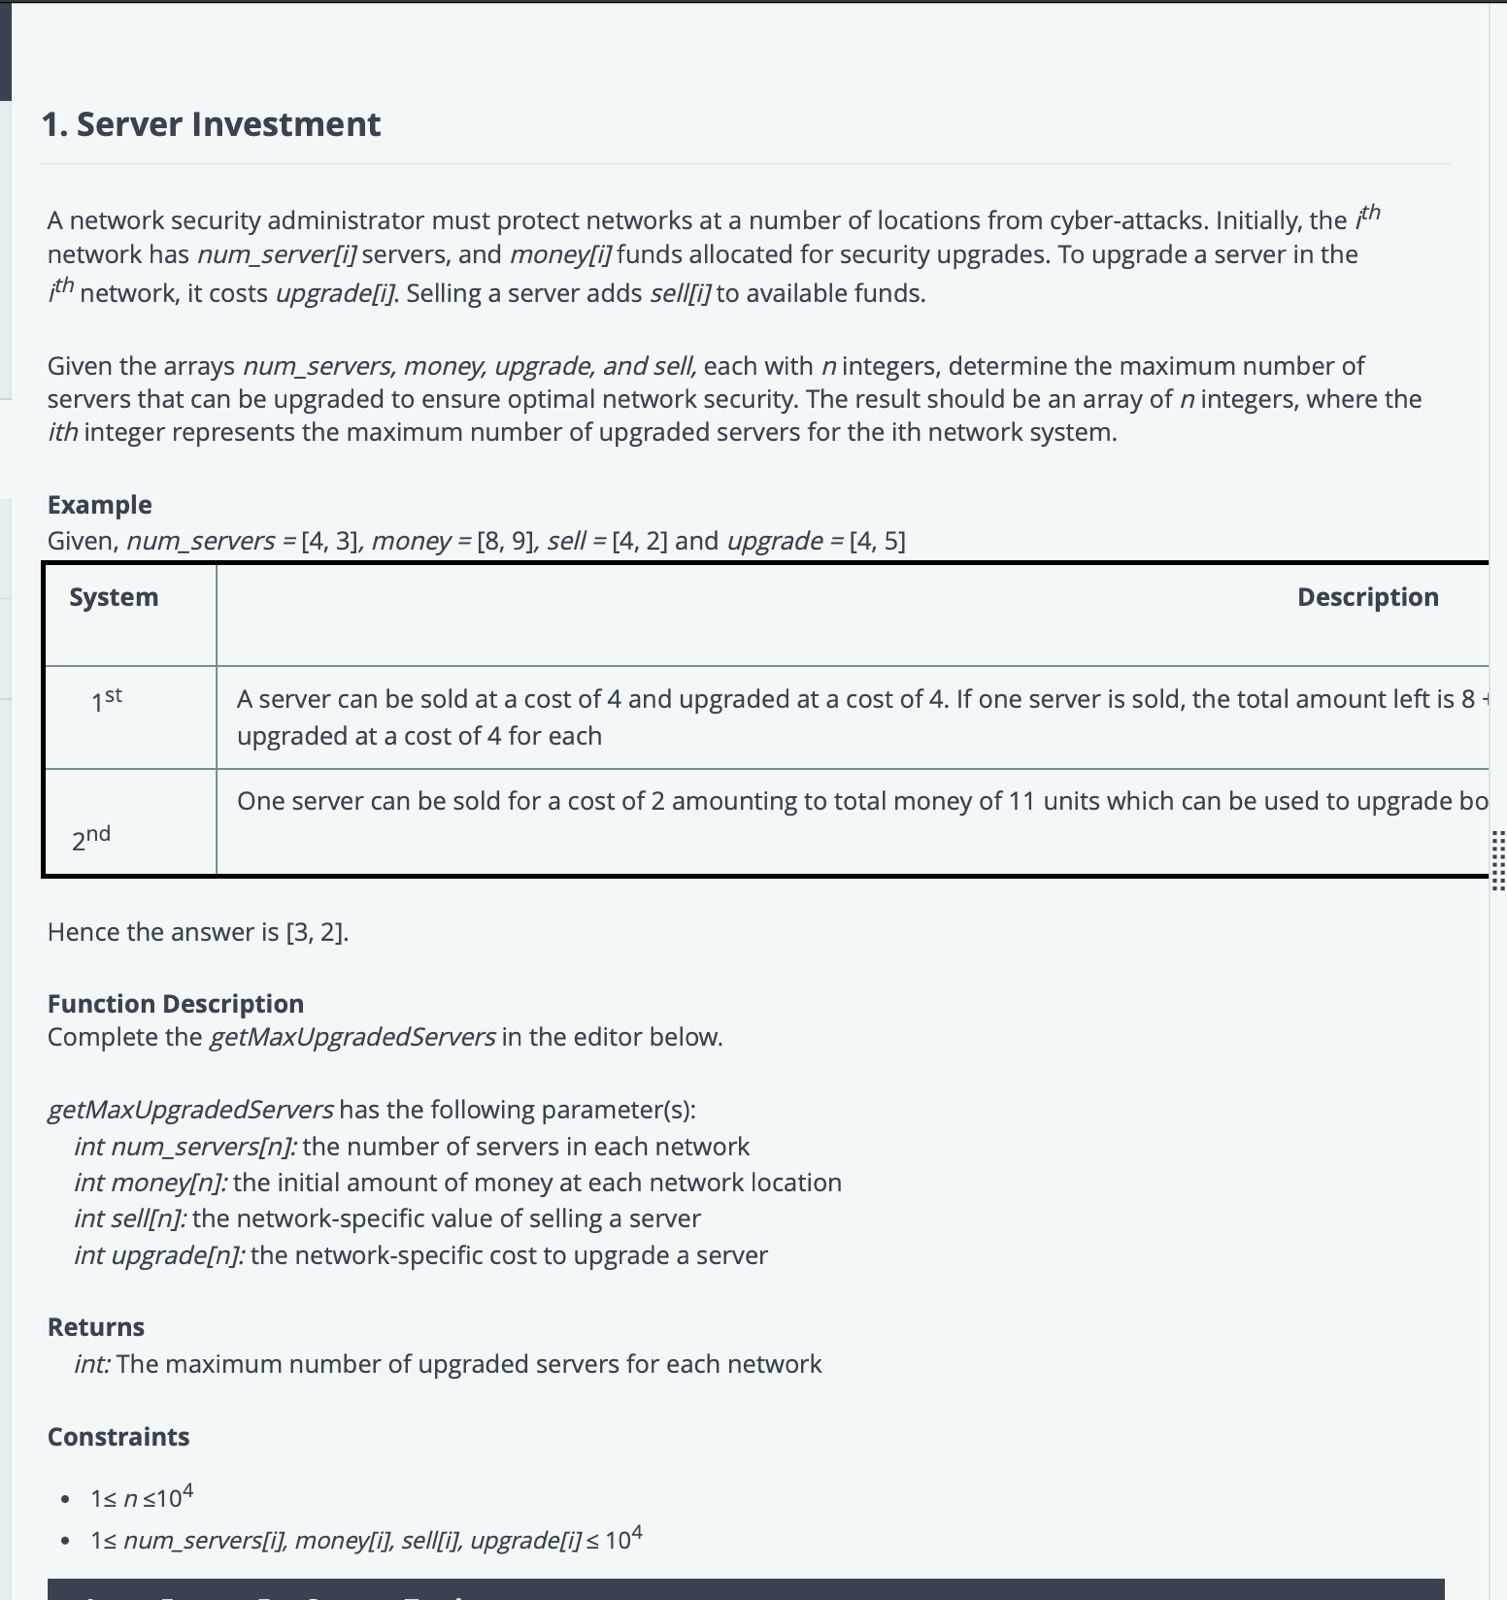 1. Server Investment
A network security administrator must protect networks at a number of locations from cyber-attacks. Initially, the ith
network has num_server[i] servers, and money[i] funds allocated for security upgrades. To upgrade a server in the
ith network, it costs upgrade[i]. Selling a server adds sell[i] to available funds.
Given the arrays num_servers, money, upgrade, and sell, each with n integers, determine the maximum number of
servers that can be upgraded to ensure optimal network security. The result should be an array of n integers, where the
ith integer represents the maximum number of upgraded servers for the ith network system.
Example
Given, num_servers = [4, 3], money = [8, 9], sell = [4, 2] and upgrade = [4, 5]
System Description
1st A server can be sold at a cost of 4 and upgraded at a cost of 4. If one server is sold, the total amount left is 8 +
upgraded at a cost of 4 for each
One server can be sold for a cost of 2 amounting to total money of 11 units which can be used to upgrade bo
2nd
Hence the answer is [3, 2].
Function Description
Complete the getMaxUpgradedServers in the editor below.
getMaxUpgradedServers has the following parameter(s):
int num_servers[n]: the number of servers in each network
int money[n]: the initial amount of money at each network location
int sell[n]: the network-specific value of selling a server
int upgrade[n]: the network-specific cost to upgrade a server
Returns
int: The maximum number of upgraded servers for each network
Constraints
• 1≤ n ≤10^4
• 1≤ num_servers[i], money[i], sell[i], upgrade[i] ≤ 10^4